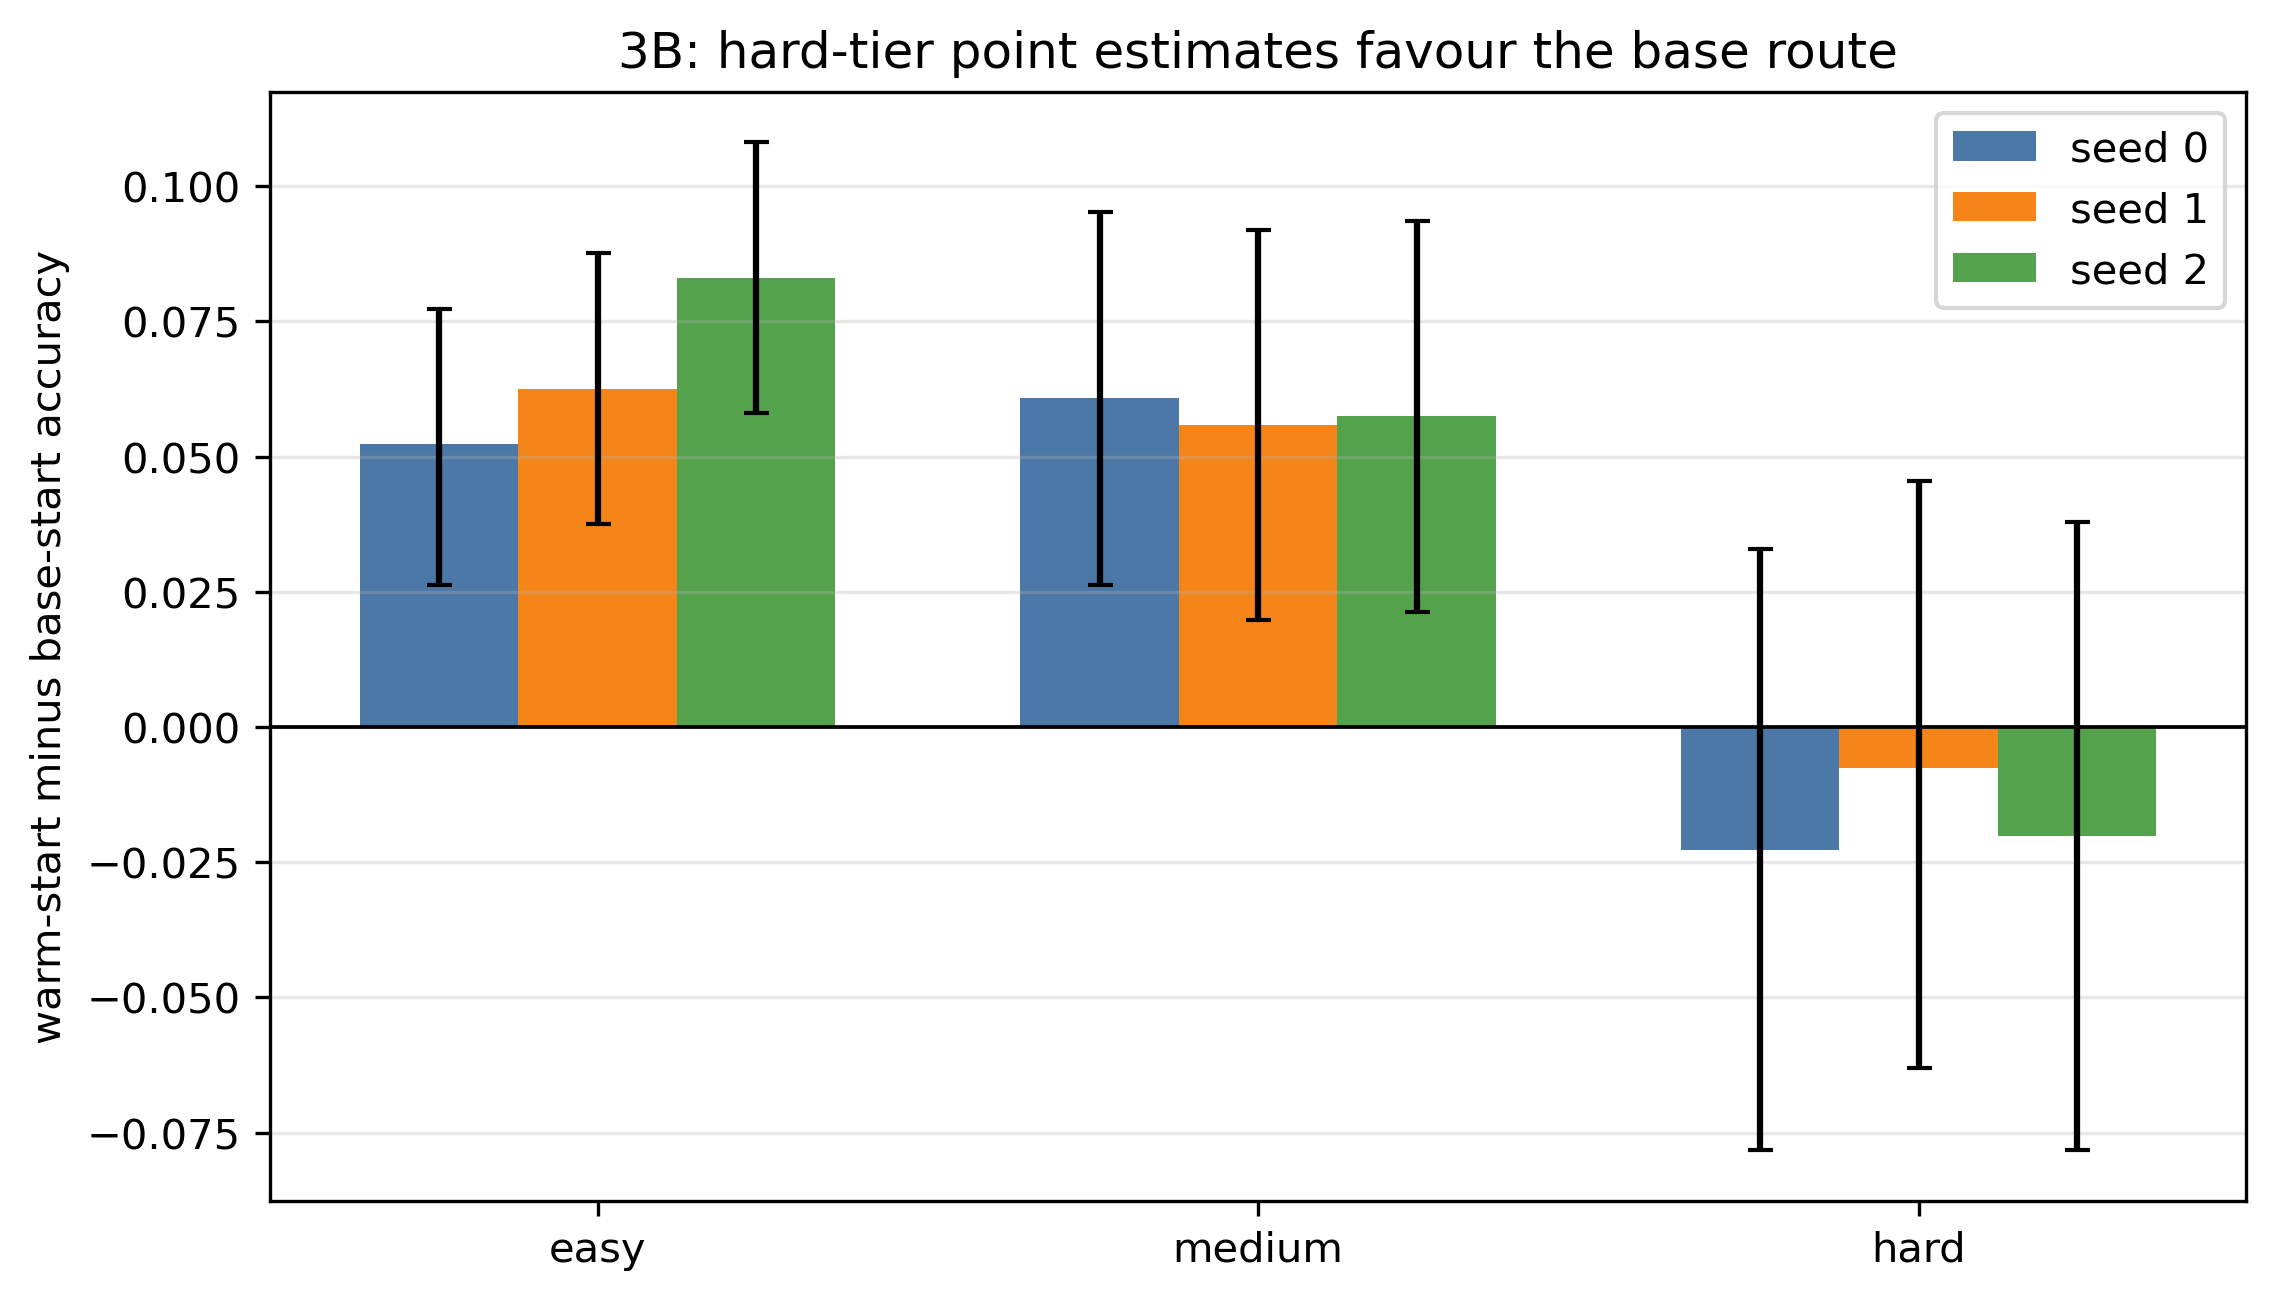 3B: hard-tier point estimates favour the base route
warm-start minus base-start accuracy
0.100
0.075
0.050
0.025
0.000
−0.025
−0.050
−0.075
seed 0
seed 1
seed 2
easy
medium
hard